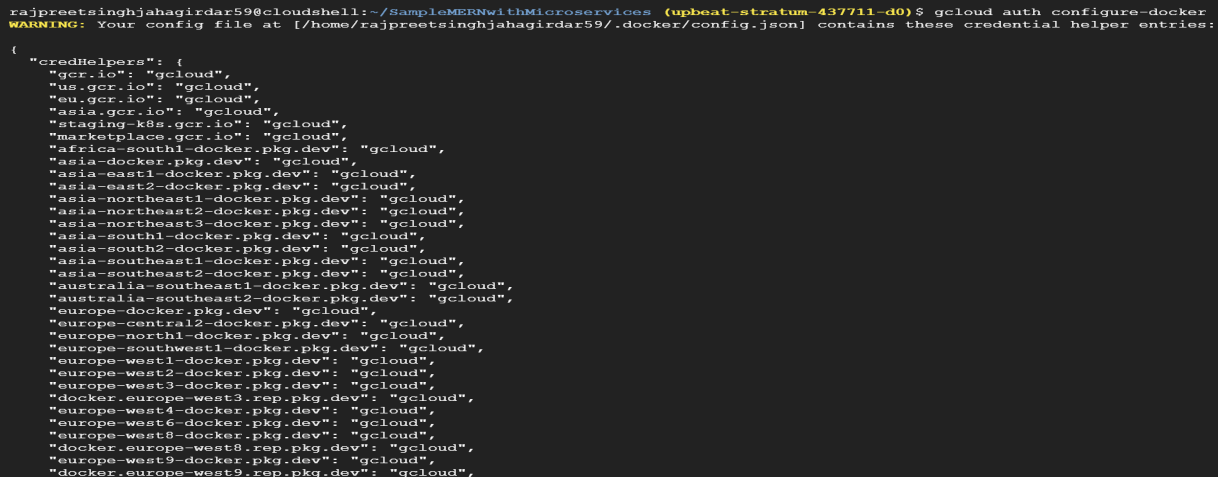 rajpreetsinghjahagirdar59@cloudshell:~/SampleMERNwithMicroservices (upbeat-stratum-437711-d0)$ gcloud auth configure-docker
WARNING: Your config file at [/home/rajpreetsinghjahagirdar59/.docker/config.json] contains these credential helper entries:
{
  "credHelpers": {
    "gcr.io": "gcloud",
    "us.gcr.io": "gcloud",
    "eu.gcr.io": "gcloud",
    "asia.gcr.io": "gcloud",
    "staging-k8s.gcr.io": "gcloud",
    "marketplace.gcr.io": "gcloud",
    "africa-south1-docker.pkg.dev": "gcloud",
    "asia-docker.pkg.dev": "gcloud",
    "asia-east1-docker.pkg.dev": "gcloud",
    "asia-east2-docker.pkg.dev": "gcloud",
    "asia-northeast1-docker.pkg.dev": "gcloud",
    "asia-northeast2-docker.pkg.dev": "gcloud",
    "asia-northeast3-docker.pkg.dev": "gcloud",
    "asia-south1-docker.pkg.dev": "gcloud",
    "asia-south2-docker.pkg.dev": "gcloud",
    "asia-southeast1-docker.pkg.dev": "gcloud",
    "asia-southeast2-docker.pkg.dev": "gcloud",
    "australia-southeast1-docker.pkg.dev": "gcloud",
    "australia-southeast2-docker.pkg.dev": "gcloud",
    "europe-docker.pkg.dev": "gcloud",
    "europe-central2-docker.pkg.dev": "gcloud",
    "europe-north1-docker.pkg.dev": "gcloud",
    "europe-southwest1-docker.pkg.dev": "gcloud",
    "europe-west1-docker.pkg.dev": "gcloud",
    "europe-west2-docker.pkg.dev": "gcloud",
    "europe-west3-docker.pkg.dev": "gcloud",
    "docker.europe-west3.rep.pkg.dev": "gcloud",
    "europe-west4-docker.pkg.dev": "gcloud",
    "europe-west6-docker.pkg.dev": "gcloud",
    "europe-west8-docker.pkg.dev": "gcloud",
    "docker.europe-west8.rep.pkg.dev": "gcloud",
    "europe-west9-docker.pkg.dev": "gcloud",
    "docker.europe-west9.rep.pkg.dev": "gcloud",